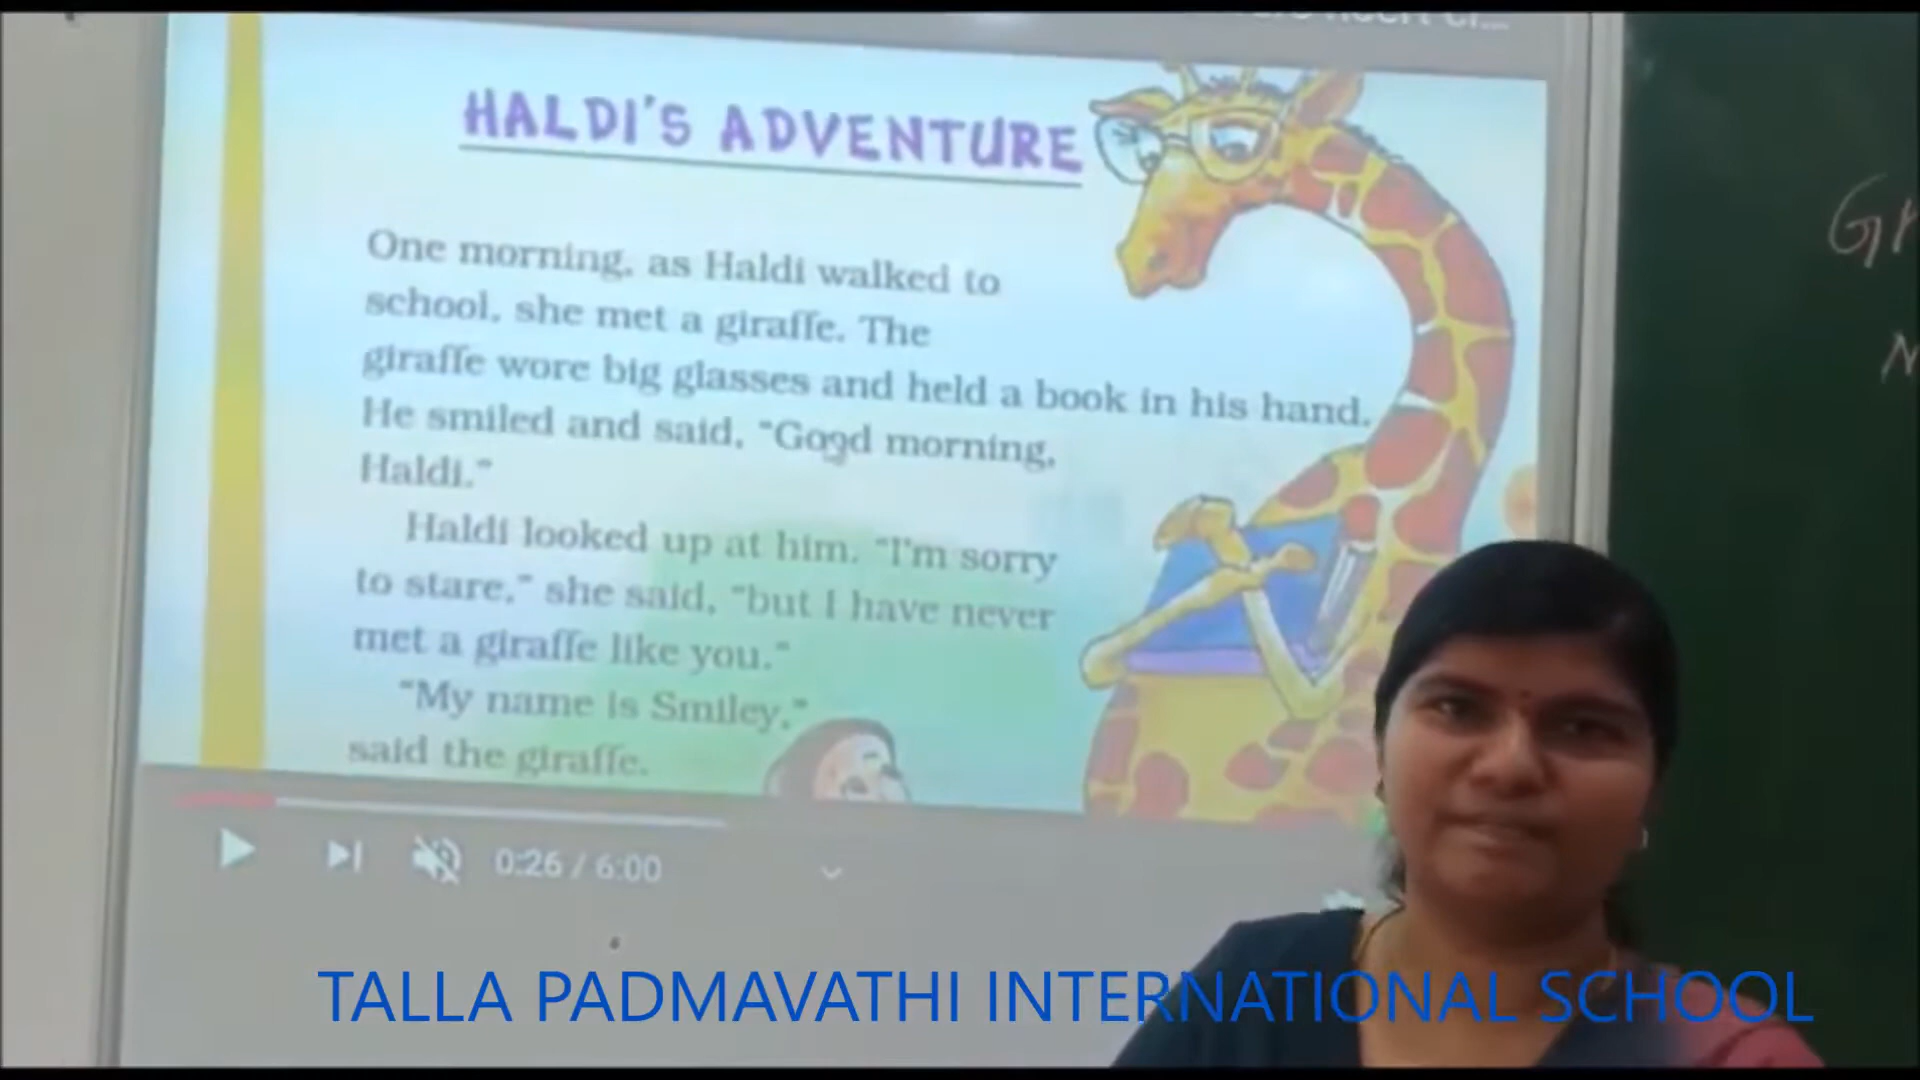 HALDI'S ADVENTURE
One morning, as Haldi walked to
school, she met a giraffe. The
giraffe wore big glasses and held a book in his hand.
He smiled and said, "Good morning,
Haldi."
Haldi looked up at him. "I'm sorry
to stare," she said, "but I have never
met a giraffe like you."
"My name is Smiley,"
said the giraffe.
0:26 / 6:00
TALLA PADMAVATHI INTERNATIONAL SCHOOL